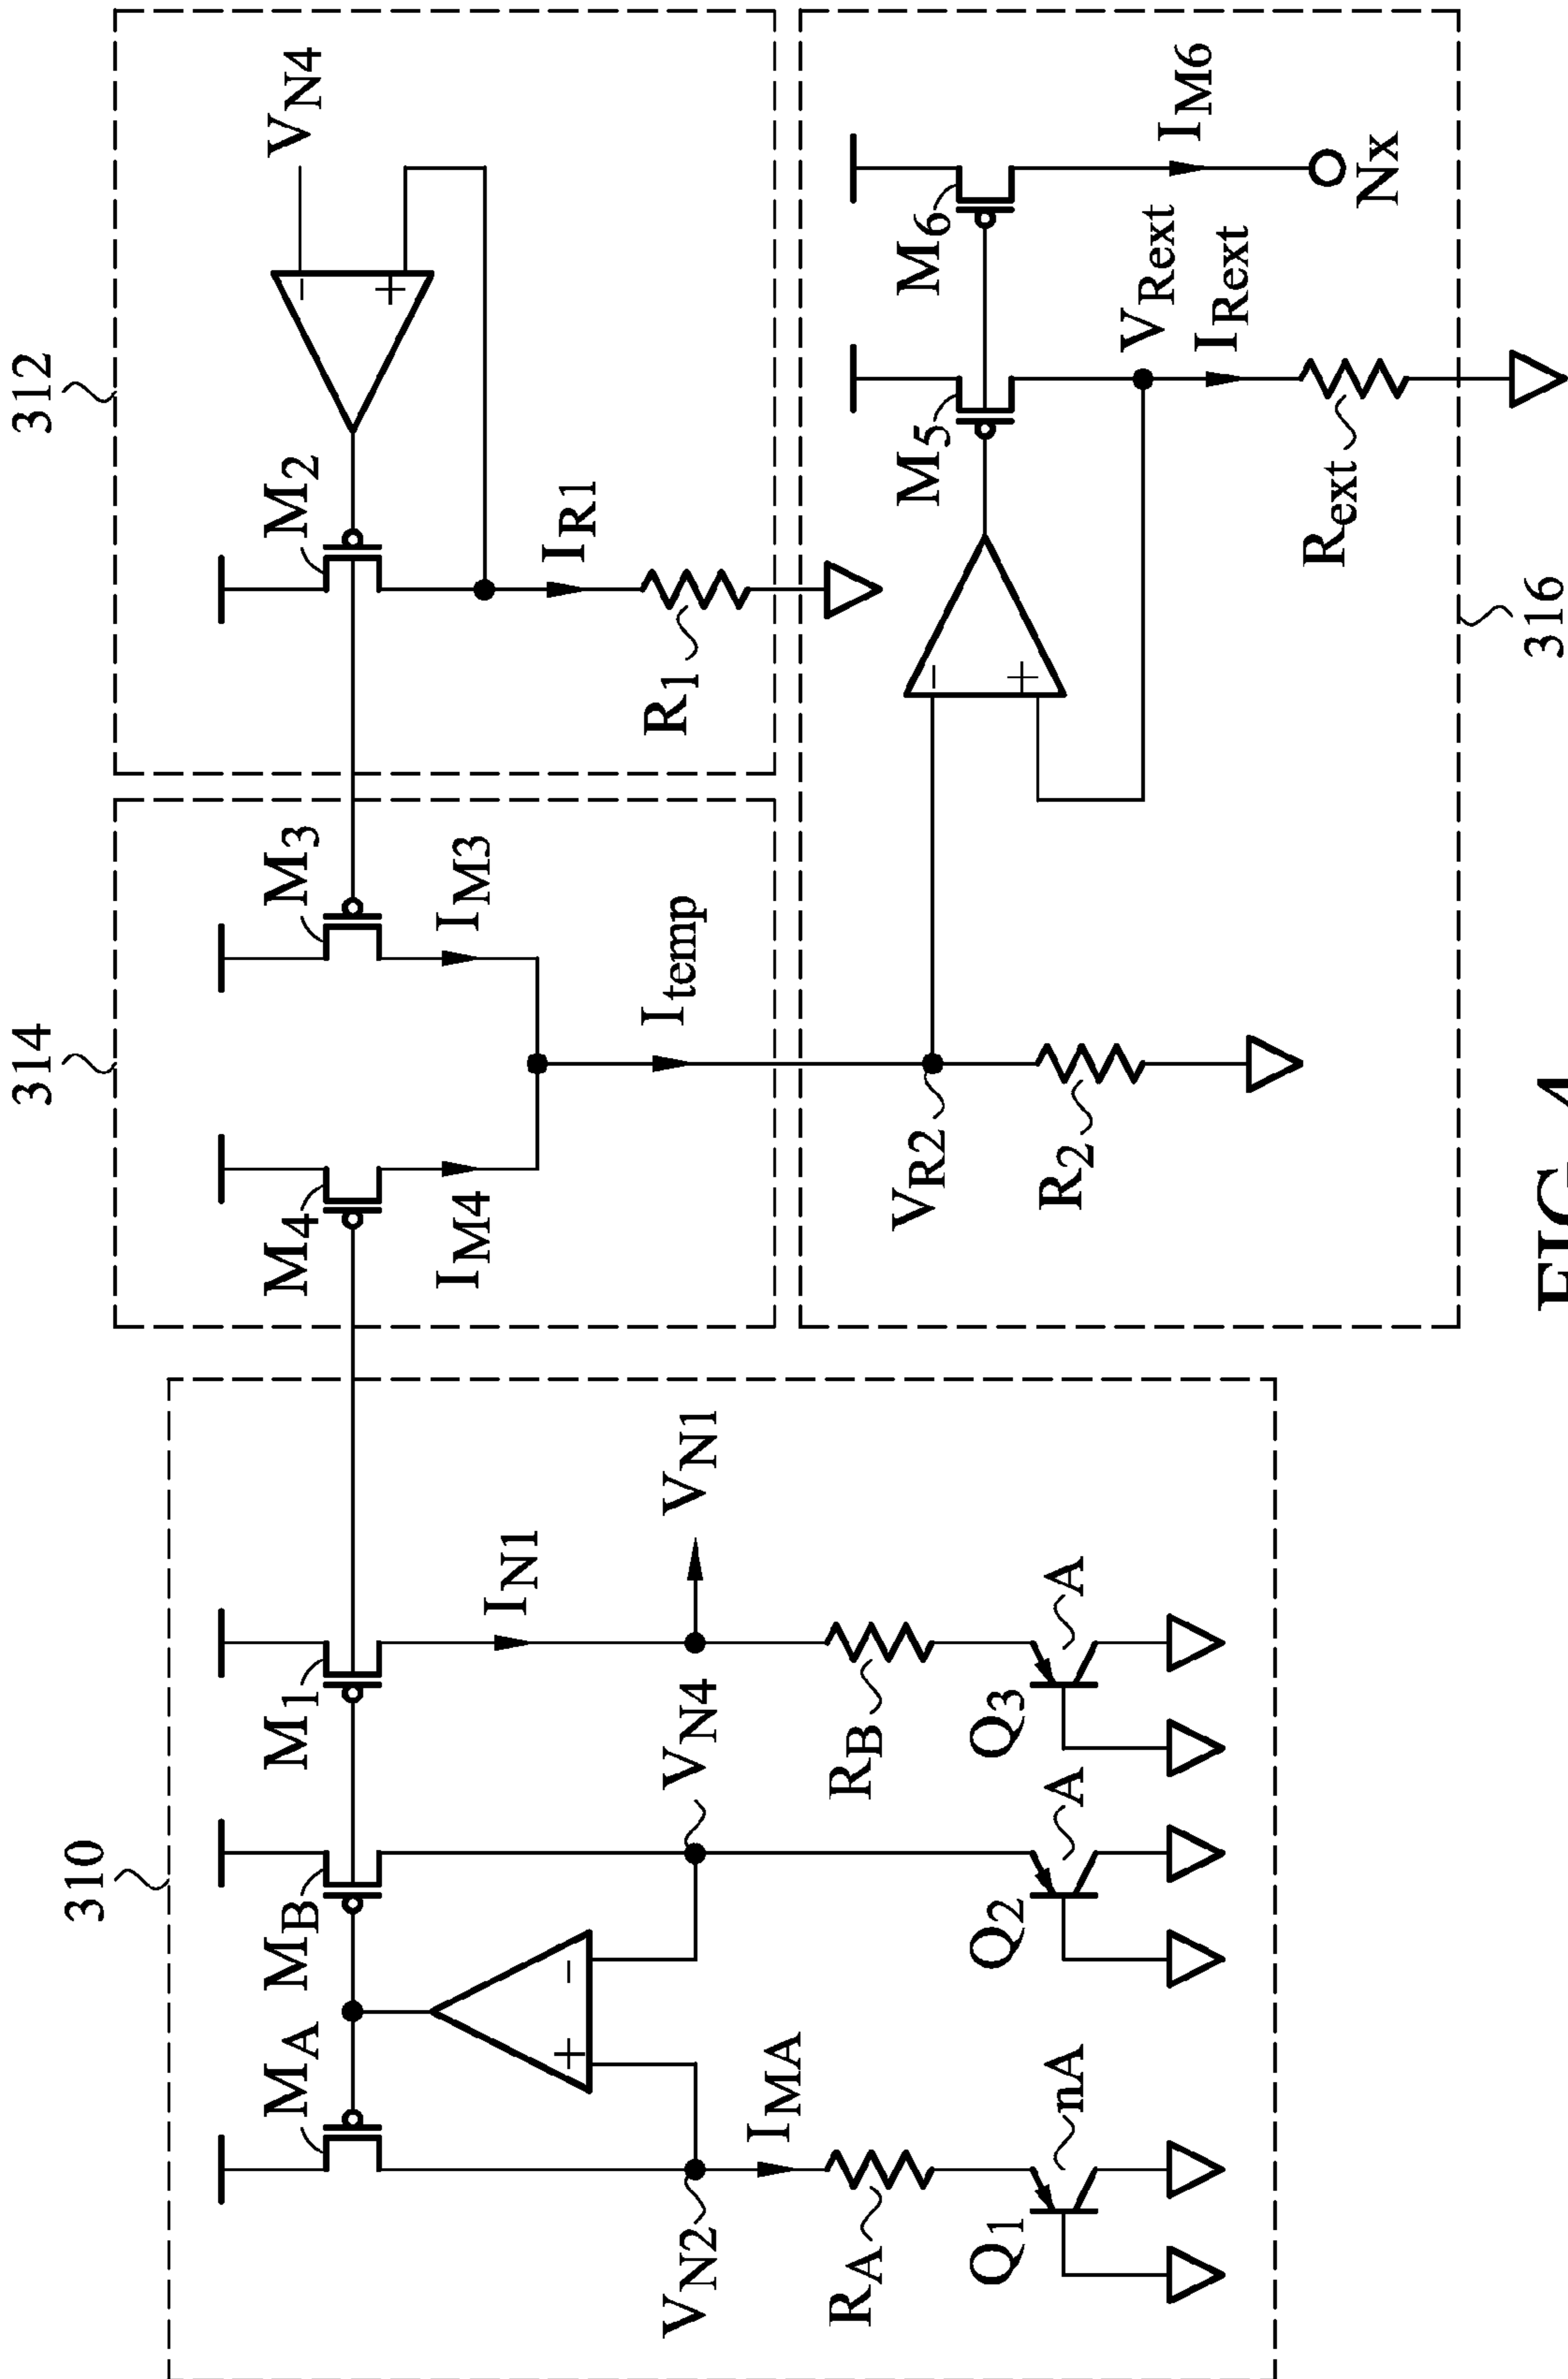 310
M_A
M_B
M_1
+
-
I_N1
V_N2
I_MA
V_N4
V_N1
R_A
R_B
Q_1
nA
Q_2
A
Q_3
A
314
M_4
M_3
I_M4
I_M3
I_temp
312
M_2
V_N4
-
+
I_R1
R_1
V_R2
R_2
-
+
M_5
M_6
V_Rext
I_Rext
I_M6
R_ext
Nx
316